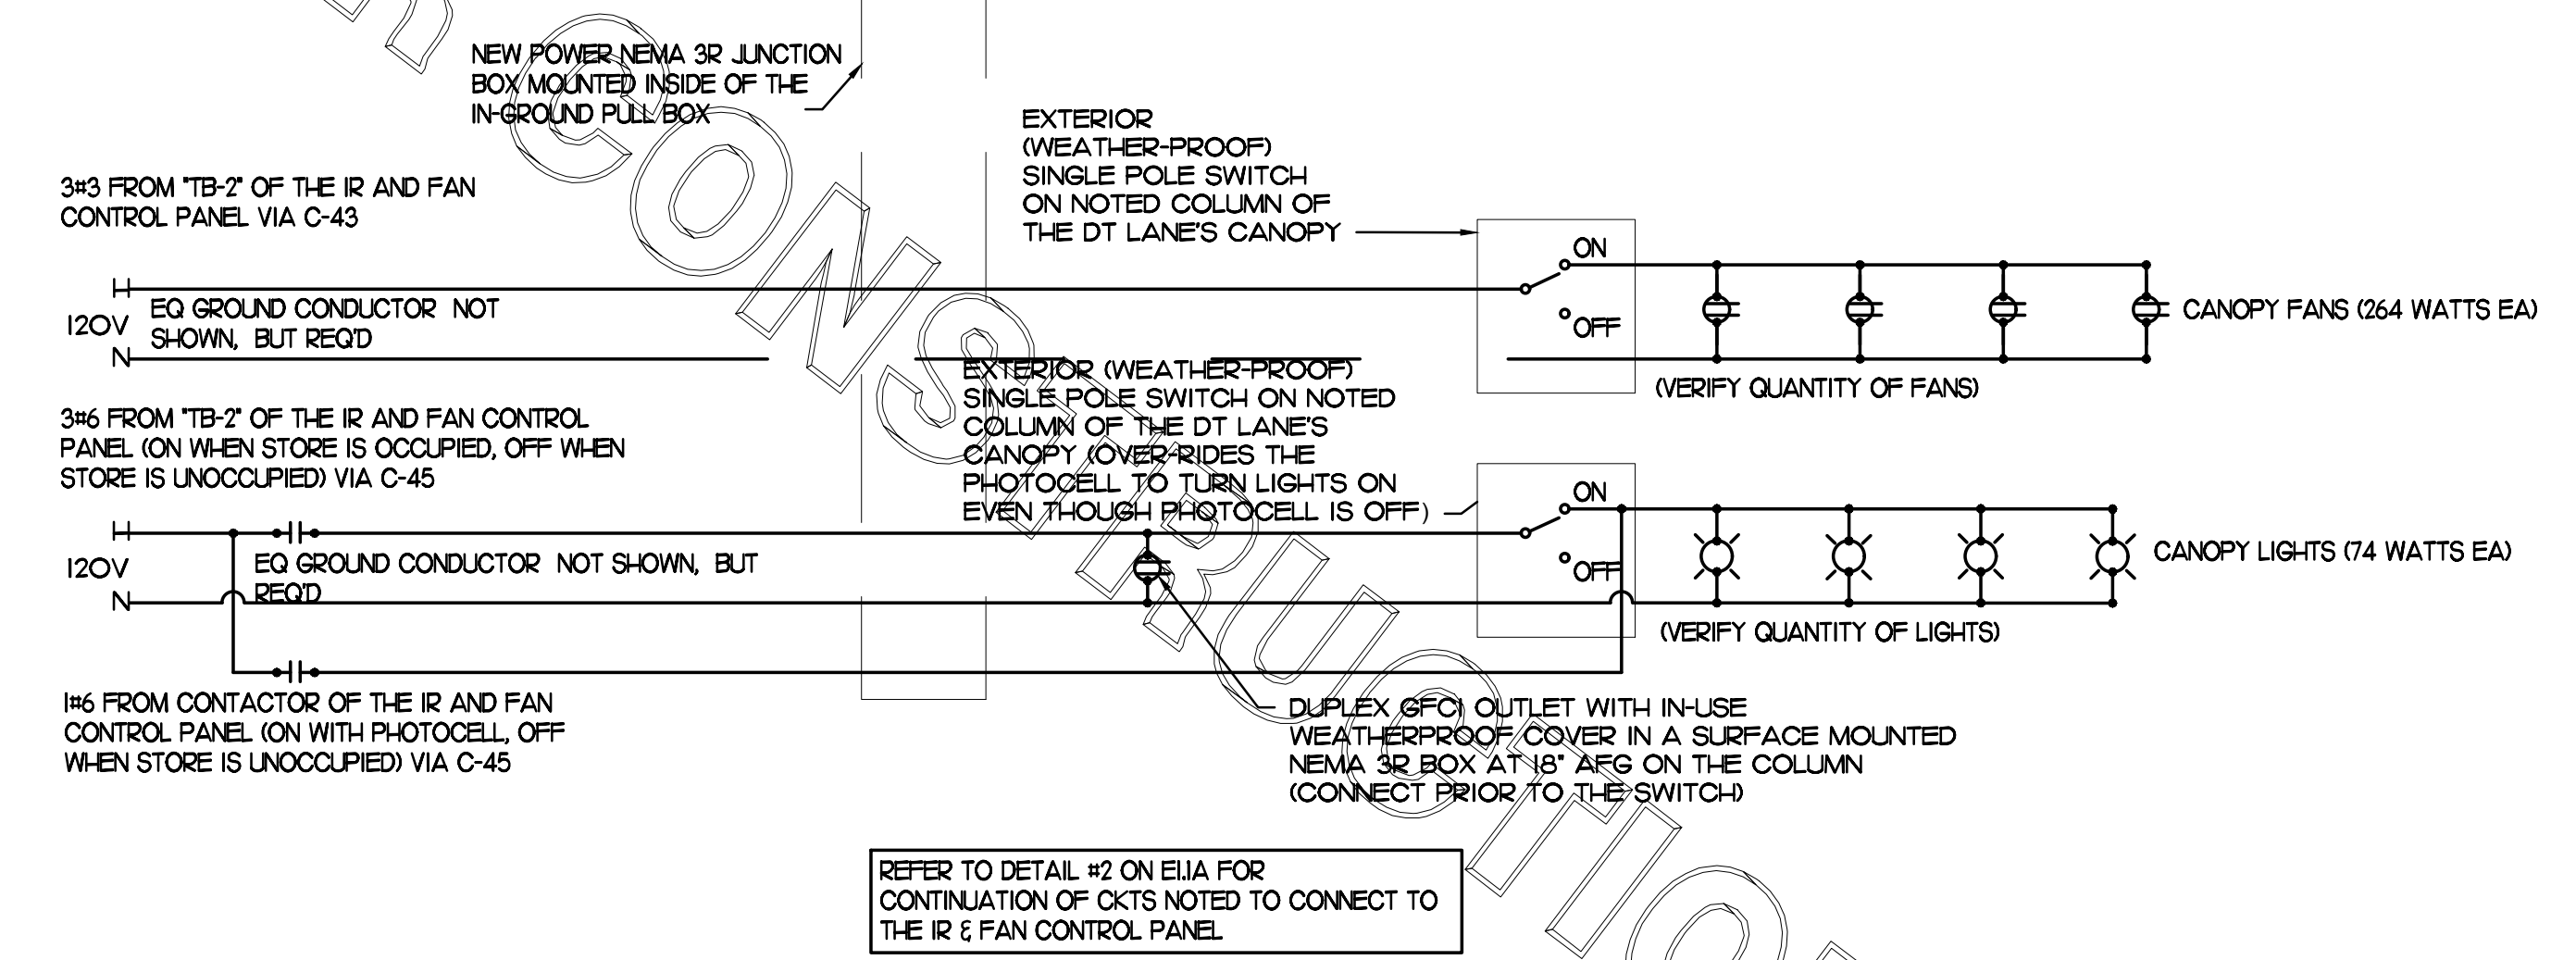 NEW POWER NEMA 3R JUNCTION
BOX MOUNTED INSIDE OF THE
IN-GROUND PULL BOX
EXTERIOR
(WEATHER-PROOF)
SINGLE POLE SWITCH
ON NOTED COLUMN OF
THE DT LANE'S CANOPY
3#3 FROM "TB-2" OF THE IR AND FAN
CONTROL PANEL VIA C-43
H
120V
N
EQ GROUND CONDUCTOR NOT
SHOWN, BUT REQ'D
ON
OFF
CANOPY FANS (264 WATTS EA)
(VERIFY QUANTITY OF FANS)
EXTERIOR (WEATHER-PROOF)
SINGLE POLE SWITCH ON NOTED
COLUMN OF THE DT LANE'S
CANOPY (OVER-RIDES THE
PHOTOCELL TO TURN LIGHTS ON
EVEN THOUGH PHOTOCELL IS OFF)
3#6 FROM "TB-2" OF THE IR AND FAN CONTROL
PANEL (ON WHEN STORE IS OCCUPIED, OFF WHEN
STORE IS UNOCCUPIED) VIA C-45
H
120V
N
EQ GROUND CONDUCTOR NOT SHOWN, BUT
REQ'D
ON
OFF
CANOPY LIGHTS (74 WATTS EA)
(VERIFY QUANTITY OF LIGHTS)
1#6 FROM CONTACTOR OF THE IR AND FAN
CONTROL PANEL (ON WITH PHOTOCELL, OFF
WHEN STORE IS UNOCCUPIED) VIA C-45
DUPLEX GFCI OUTLET WITH IN-USE
WEATHERPROOF COVER IN A SURFACE MOUNTED
NEMA 3R BOX AT 18" AFG ON THE COLUMN
(CONNECT PRIOR TO THE SWITCH)
REFER TO DETAIL #2 ON E1.1A FOR
CONTINUATION OF CKTS NOTED TO CONNECT TO
THE IR & FAN CONTROL PANEL
R CONSTRUCTIO